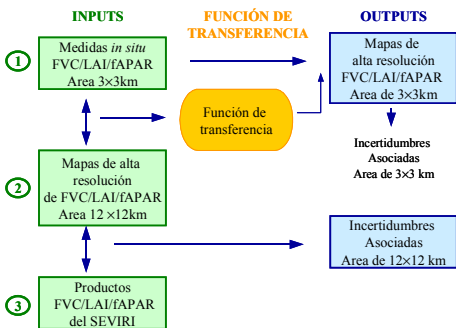 INPUTS
FUNCIÓN DE
TRANSFERENCIA
OUTPUTS
1
Medidas in situ
FVC/LAI/fAPAR
Area 3×3km
Mapas de
alta resolución
FVC/LAI/fAPAR
Area de 3×3km
Función de
transferencia
Incertidumbres
Asociadas
Area de 3×3 km
2
Mapas de alta
resolución
de FVC/LAI/fAPAR
Area 12 ×12km
Incertidumbres
Asociadas
Area de 12×12 km
3
Productos
FVC/LAI/fAPAR
del SEVIRI